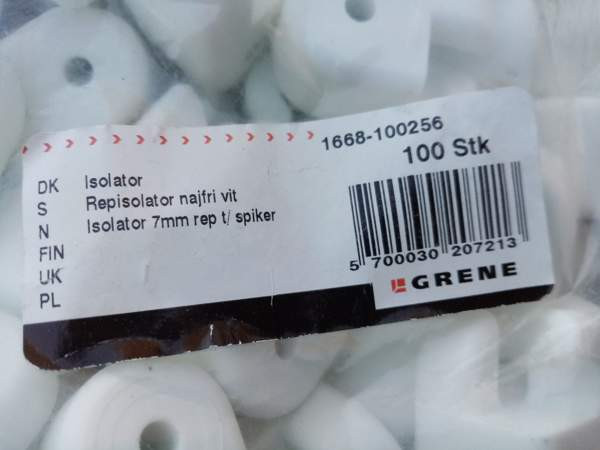 1668-100256
100 Stk
DK Isolator
S Repisolator najfri vit
N Isolator 7mm rep t/ spiker
FIN
UK
PL
5 700030 207213
GRENE